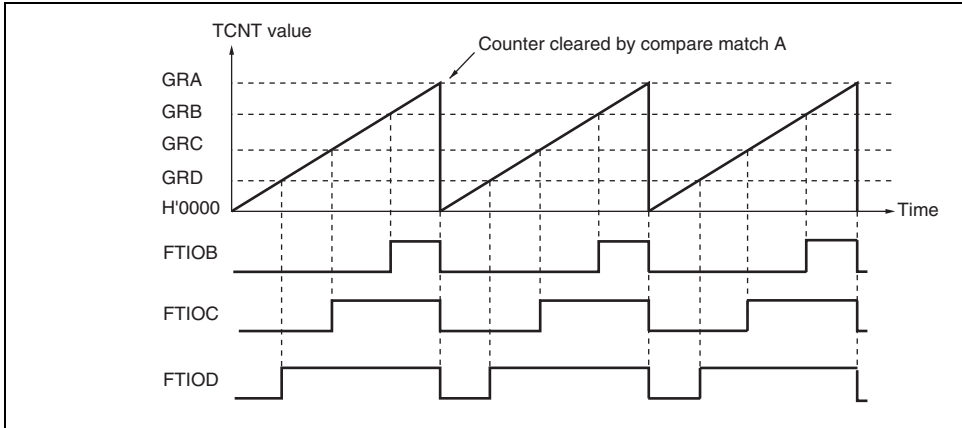 TCNT value
Counter cleared by compare match A
GRA
GRB
GRC
GRD
H'0000
Time
FTIOB
FTIOC
FTIOD